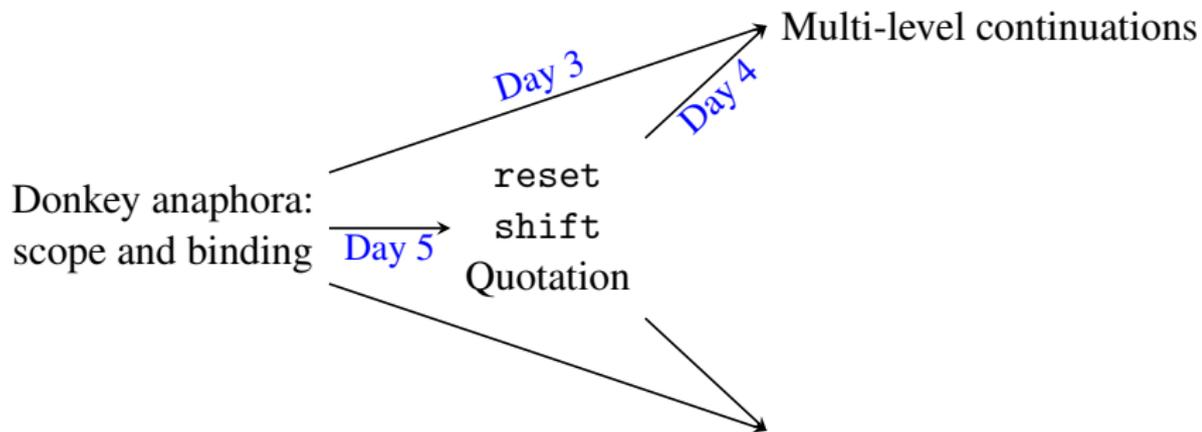 Multi-level continuations
Day 3
Day 4
reset
Donkey anaphora:
shift
scope and binding
Day 5
Quotation